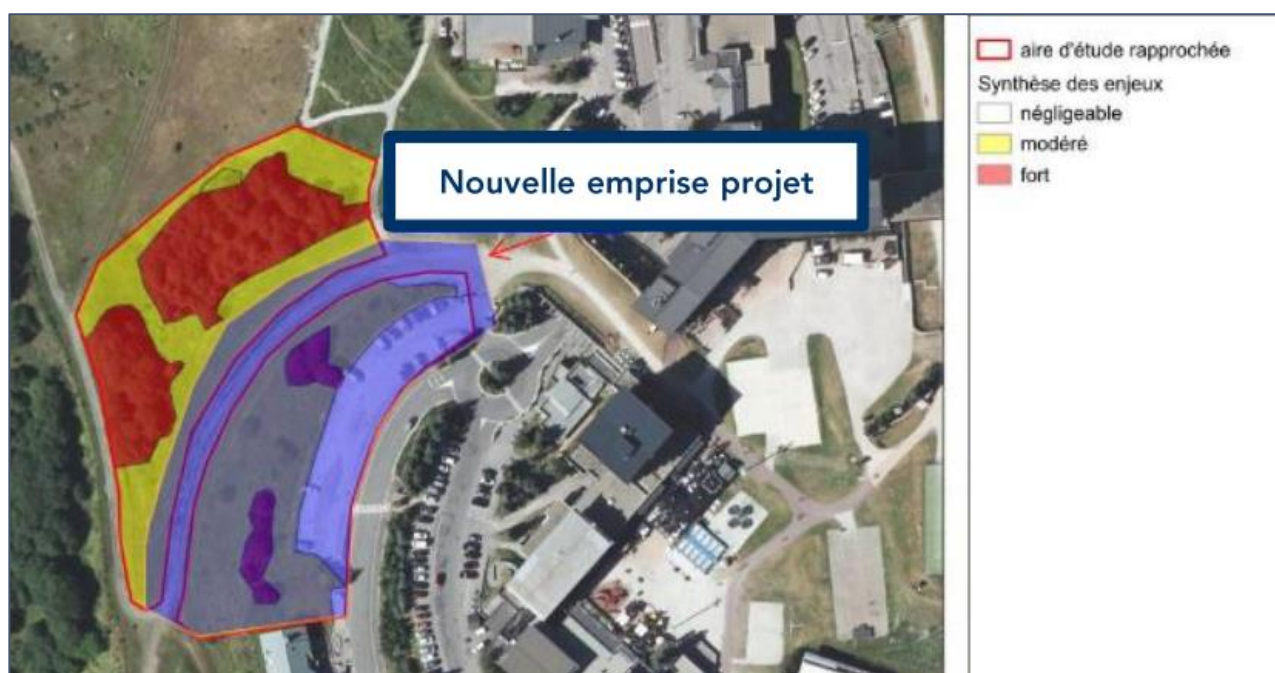 Nouvelle emprise projet
aire d'étude rapprochée
Synthèse des enjeux
négligeable
modéré
fort